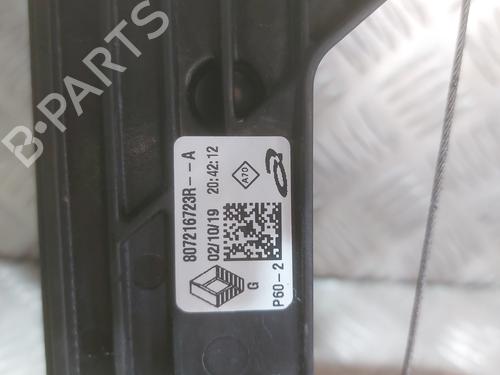 B-PARTS
807216723R--A
02/10/19 20:42:12
A70
G
P60-2